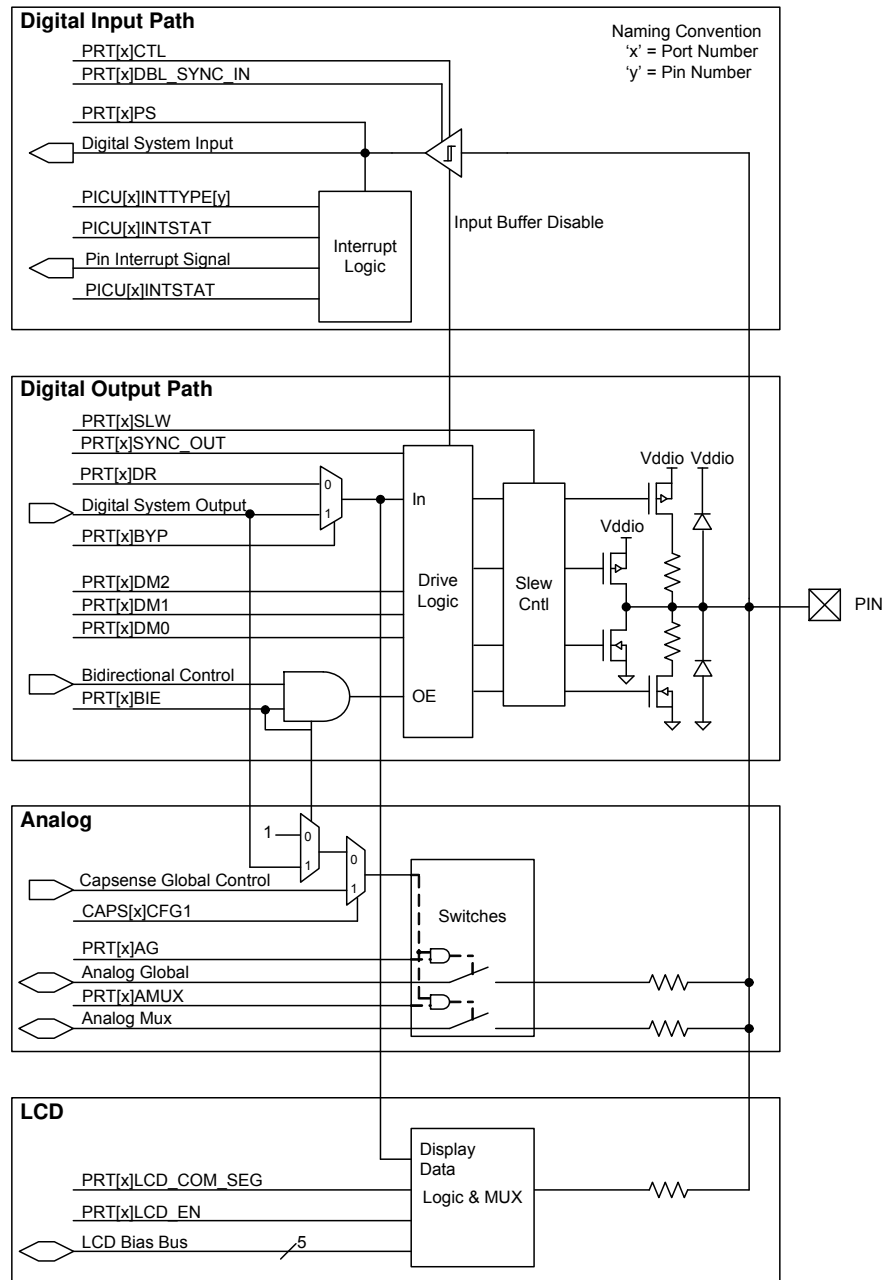 Digital Input Path
Naming Convention
'x' = Port Number
'y' = Pin Number
PRT[x]CTL
PRT[x]DBL_SYNC_IN
PRT[x]PS
Digital System Input
PICU[x]INTTYPE[y]
PICU[x]INTSTAT
Pin Interrupt Signal
PICU[x]INTSTAT
Interrupt
Logic
Input Buffer Disable
Digital Output Path
PRT[x]SLW
PRT[x]SYNC_OUT
PRT[x]DR
Digital System Output
PRT[x]BYP
0
1
PRT[x]DM2
PRT[x]DM1
PRT[x]DM0
Bidirectional Control
PRT[x]BIE
In
Drive
Logic
OE
Slew
Cntl
Vddio Vddio
Vddio
PIN
Analog
1
0
1
0
1
Capsense Global Control
CAPS[x]CFG1
PRT[x]AG
Analog Global
PRT[x]AMUX
Analog Mux
Switches
LCD
PRT[x]LCD_COM_SEG
PRT[x]LCD_EN
LCD Bias Bus
5
Display
Data
Logic & MUX